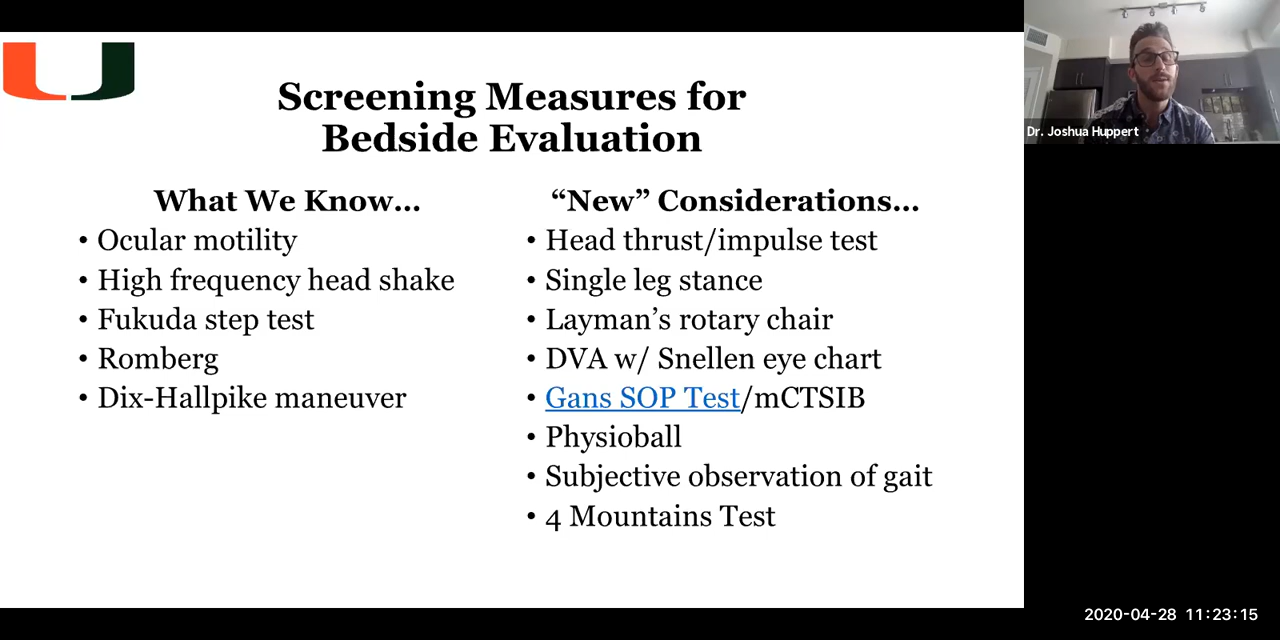 Screening Measures for
Bedside Evaluation
What We Know...
• Ocular motility
• High frequency head shake
• Fukuda step test
• Romberg
• Dix-Hallpike maneuver
“New” Considerations...
• Head thrust/impulse test
• Single leg stance
• Layman’s rotary chair
• DVA w/ Snellen eye chart
• Gans SOP Test/mCTSIB
• Physioball
• Subjective observation of gait
• 4 Mountains Test
Dr. Joshua Huppert
2020-04-28 11:23:15